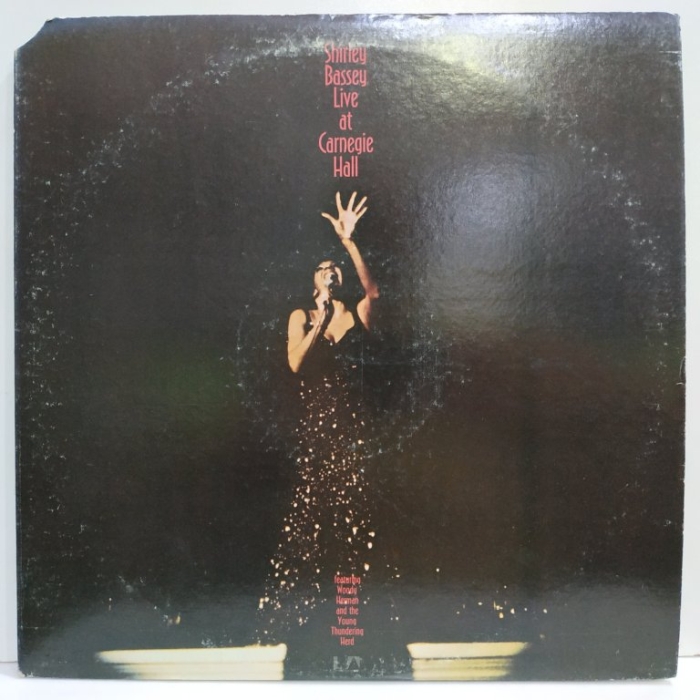 Shirley
Bassey
Live
at
Carnegie
Hall
featuring
Woody
Herman
and the
Young
Thundering
Herd